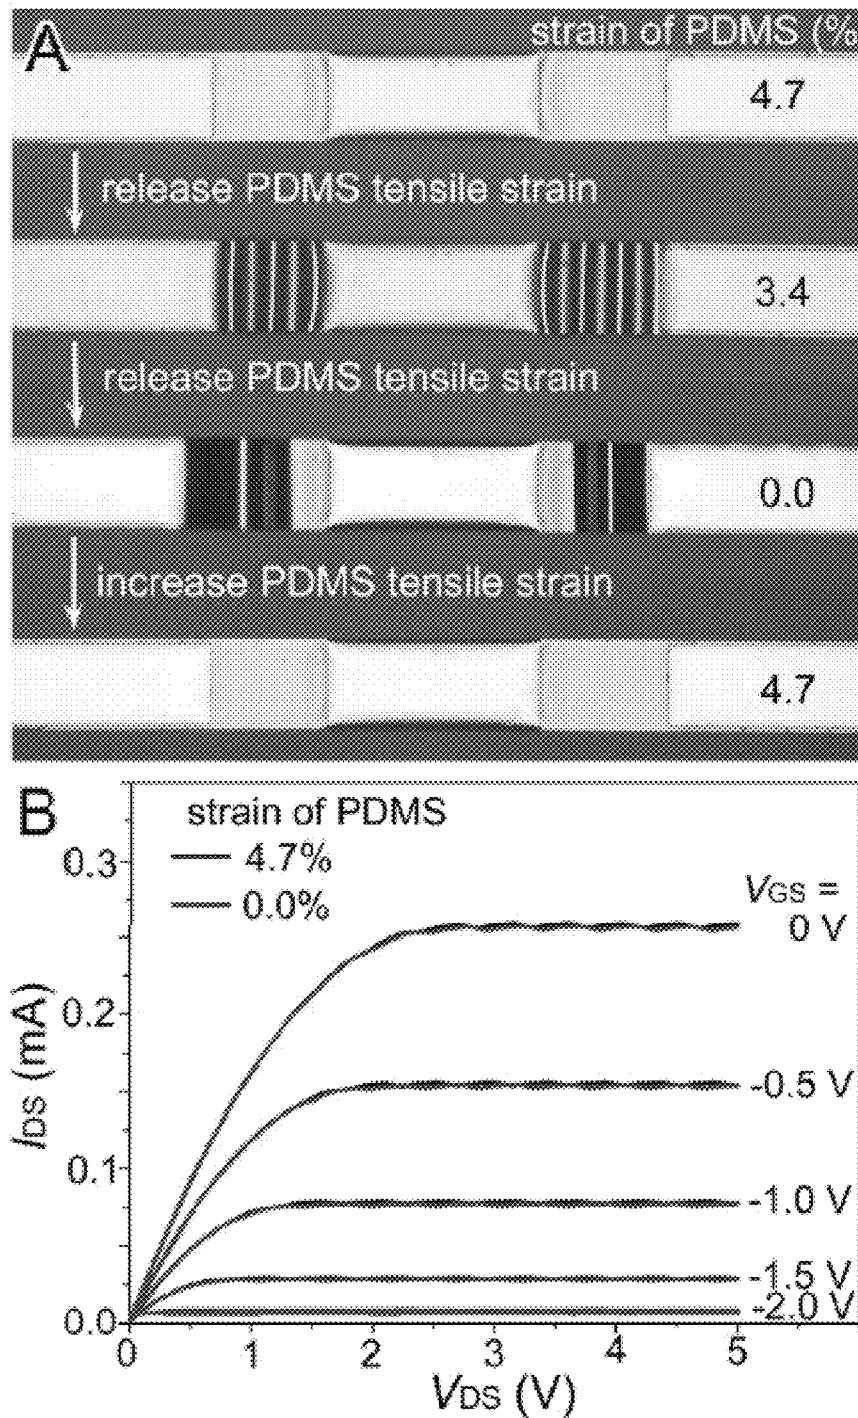 A
strain of PDMS (%
4.7
release PDMS tensile strain
3.4
release PDMS tensile strain
0.0
increase PDMS tensile strain
4.7
B
strain of PDMS
4.7%
0.0%
VGS =
0 V
-0.5 V
-1.0 V
-1.5 V
-2.0 V
0.3
0.2
0.1
0.0
IDS (mA)
0 1 2 3 4 5
VDS (V)